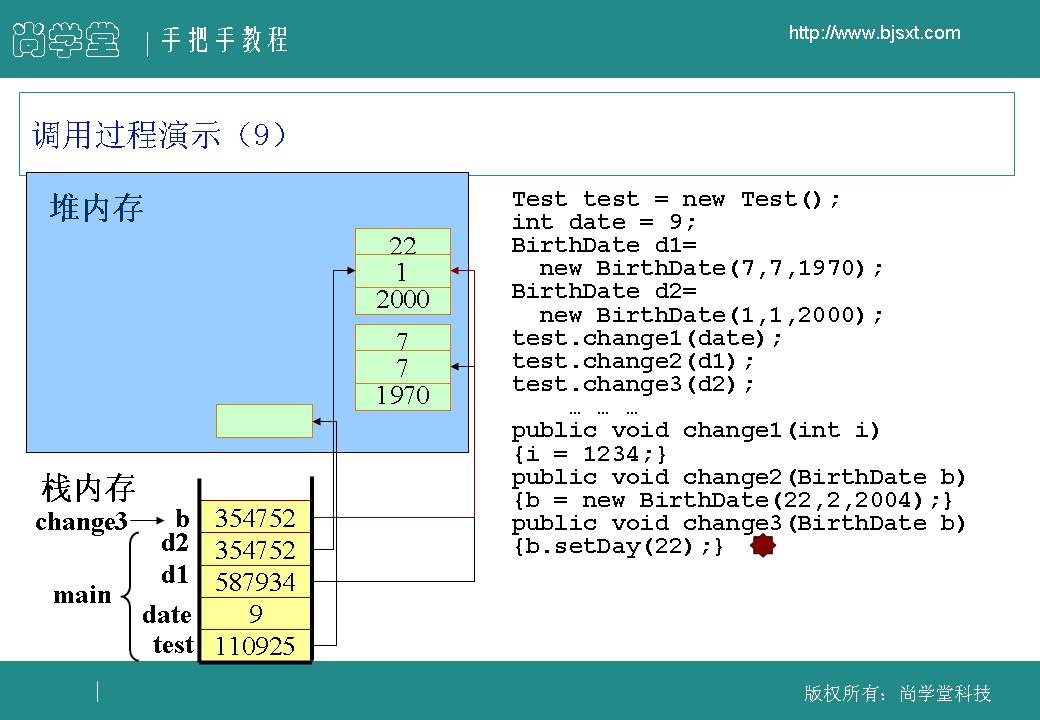 尚学堂
手把手教程
http://www.bjsxt.com
调用过程演示（9）
堆内存
22
1
2000
7
7
1970
Test test = new Test();
int date = 9;
BirthDate d1=
new BirthDate(7,7,1970);
BirthDate d2=
new BirthDate(1,1,2000);
test.change1(date);
test.change2(d1);
test.change3(d2);
… … …
public void change1(int i)
{i = 1234;}
public void change2(BirthDate b)
{b = new BirthDate(22,2,2004);}
public void change3(BirthDate b)
{b.setDay(22);}
栈内存
change3 b 354752
d2 354752
d1 587934
main
date 9
test 110925
版权所有：尚学堂科技